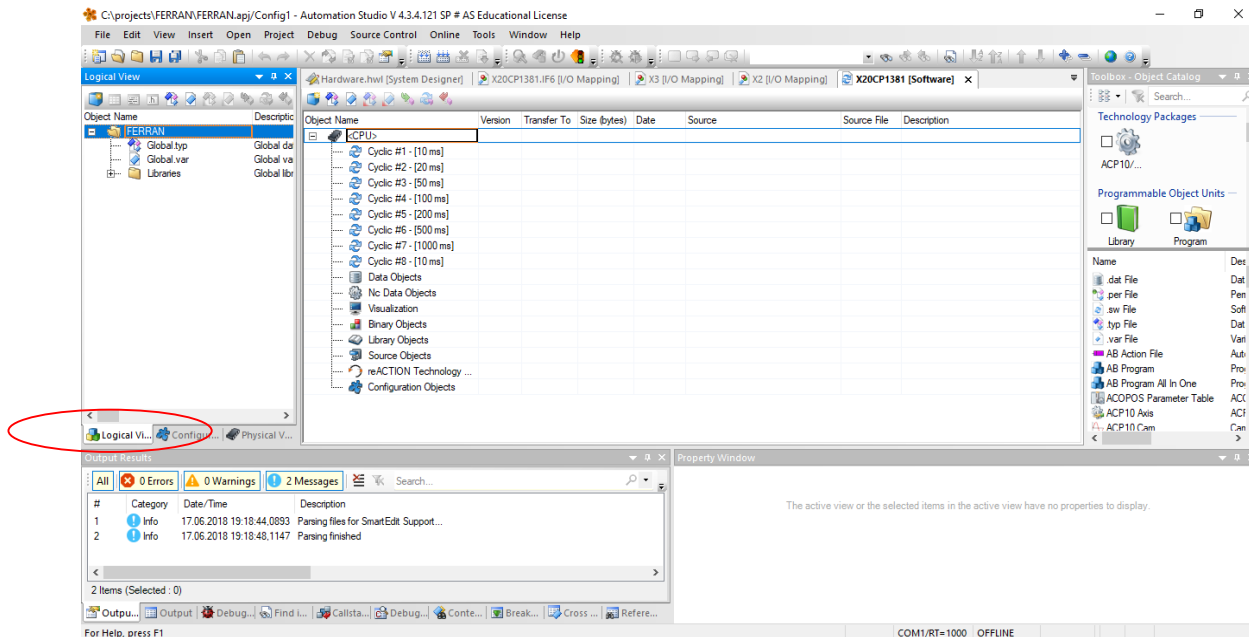 C:\projects\FERRAN\FERRAN.apj/Config1 - Automation Studio V 4.3.4.121 SP # AS Educational License
File Edit View Insert Open Project Debug Source Control Online Tools Window Help
Logical View
Hardware.hwl [System Designer] X20CP1381.IF6 [I/O Mapping] X3 [I/O Mapping] X2 [I/O Mapping] X20CP1381 [Software]
Toolbox - Object Catalog
Search...
Object Name Descriptic
FERRAN
Global.typ Global da
Global.var Global va
Libraries Global libr
Object Name Version Transfer To Size (bytes) Date Source Source File Description
<CPU>
Cyclic #1 - [10 ms]
Cyclic #2 - [20 ms]
Cyclic #3 - [50 ms]
Cyclic #4 - [100 ms]
Cyclic #5 - [200 ms]
Cyclic #6 - [500 ms]
Cyclic #7 - [1000 ms]
Cyclic #8 - [10 ms]
Data Objects
Nc Data Objects
Visualization
Binary Objects
Library Objects
Source Objects
reACTION Technology ...
Configuration Objects
Technology Packages
ACP10/...
Programmable Object Units
Library Program
Name Des
.dat File Dat
.per File Pen
.sw File Soft
.typ File Dat
.var File Vari
AB Action File Aut
AB Program Pro
AB Program All In One Pro
ACOPOS Parameter Table ACC
ACP10 Axis ACF
ACP10 Cam Cam
Logical Vi... Configu... Physical V...
Output Results
All 0 Errors 0 Warnings 2 Messages Search...
# Category Date/Time Description
1 Info 17.06.2018 19:18:44,0893 Parsing files for SmartEdit Support...
2 Info 17.06.2018 19:18:48,1147 Parsing finished
2 Items (Selected : 0)
Outpu... Output Debug... Find i... Callsta... Debug... Conte... Break... Cross ... Refere...
Property Window
The active view or the selected items in the active view have no properties to display.
For Help, press F1 COM1/RT=1000 OFFLINE